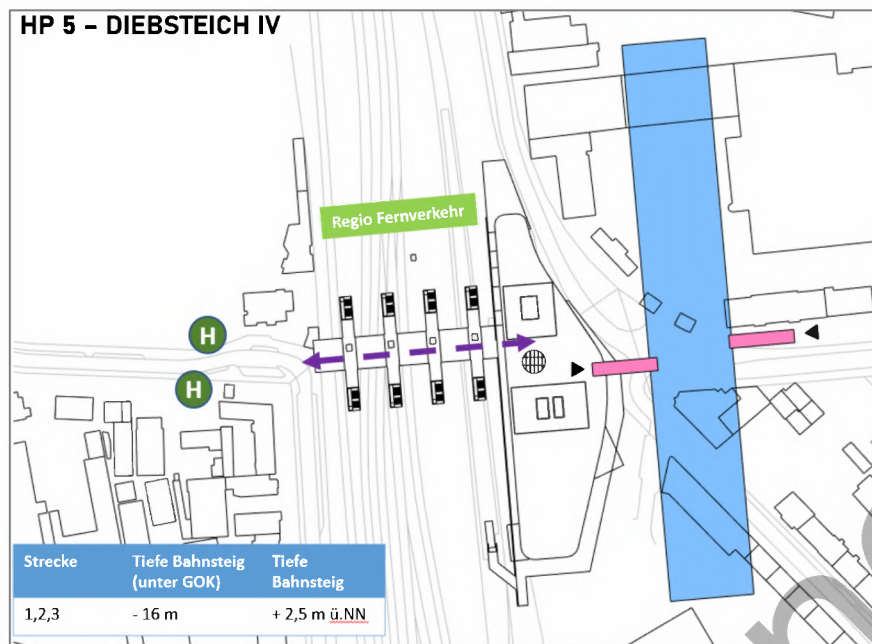 HP 5 – DIEBSTEICH IV
Regio Fernverkehr
H
H
Strecke Tiefe Bahnsteig (unter GOK) Tiefe Bahnsteig
1,2,3 - 16 m + 2,5 m ü.NN